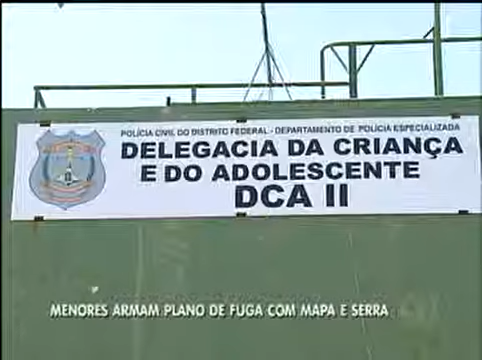 POLÍCIA CIVIL DO DISTRITO FEDERAL - DEPARTAMENTO DE POLÍCIA ESPECIALIZADA
DELEGACIA DA CRIANÇA
E DO ADOLESCENTE
DCA II
MENORES ARMAM PLANO DE FUGA COM MAPA E SERRA